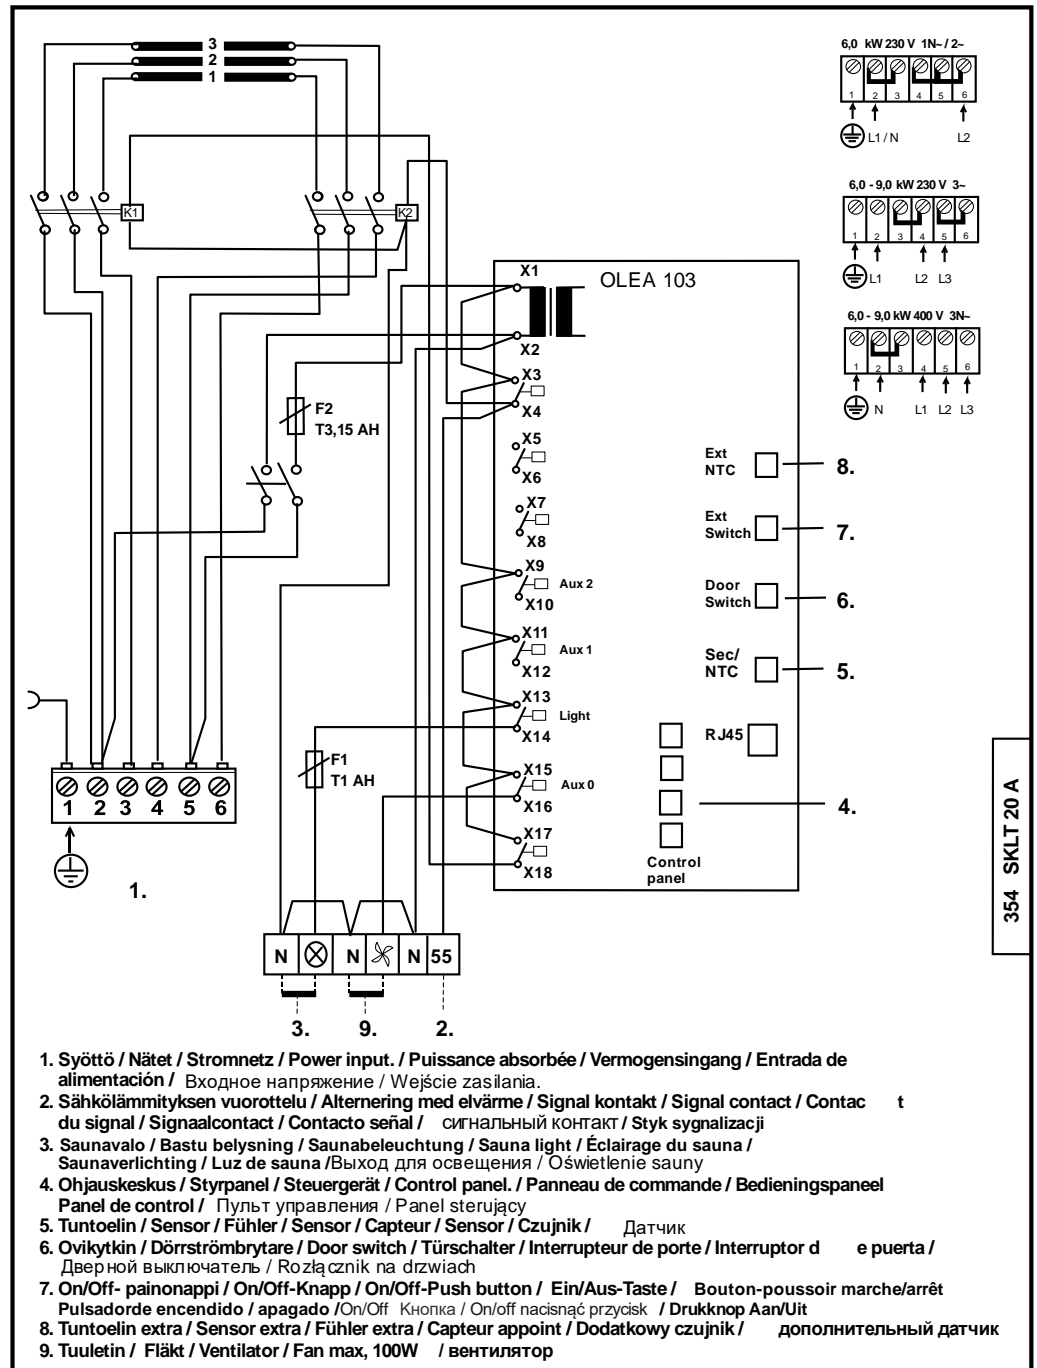 3
2
1
K1
K2
6,0 kW 230 V 1N~ / 2~
1 2 3 4 5 6
L1 / N L2
6,0 - 9,0 kW 230 V 3~
1 2 3 4 5 6
L1 L2 L3
6,0 - 9,0 kW 400 V 3N~
1 2 3 4 5 6
N L1 L2 L3
OLEA 103
X1
X2
X3
X4
X5
X6
X7
X8
X9
Aux 2
X10
X11
Aux 1
X12
X13
Light
X14
X15
Aux 0
X16
X17
X18
F2
T3,15 AH
F1
T1 AH
Ext
NTC
8.
Ext
Switch
7.
Door
Switch
6.
Sec/
NTC
5.
RJ45
4.
Control
panel
354 SKLT 20 A
1 2 3 4 5 6
1.
N N N 55
3. 9. 2.
1. Syöttö / Nätet / Stromnetz / Power input. / Puissance absorbée / Vermogensingang / Entrada de
alimentación / Входное напряжение / Wejście zasilania.
2. Sähkölämmityksen vuorottelu / Alternering med elvärme / Signal kontakt / Signal contact / Contac t
du signal / Signaalcontact / Contacto señal / сигнальный контакт / Styk sygnalizacji
3. Saunavalo / Bastu belysning / Saunabeleuchtung / Sauna light / Éclairage du sauna /
Saunaverlichting / Luz de sauna /Выход для освещения / Oświetlenie sauny
4. Ohjauskeskus / Styrpanel / Steuergerät / Control panel. / Panneau de commande / Bedieningspaneel
Panel de control / Пульт управления / Panel sterujący
5. Tuntoelin / Sensor / Fühler / Sensor / Capteur / Sensor / Czujnik / Датчик
6. Ovikytkin / Dörrströmbrytare / Door switch / Türschalter / Interrupteur de porte / Interruptor d e puerta /
Дверной выключатель / Rozłącznik na drzwiach
7. On/Off- painonappi / On/Off-Knapp / On/Off-Push button / Ein/Aus-Taste / Bouton-poussoir marche/arrêt
Pulsadorde encendido / apagado /On/Off Кнопка / On/off nacisnąć przycisk / Drukknop Aan/Uit
8. Tuntoelin extra / Sensor extra / Fühler extra / Capteur appoint / Dodatkowy czujnik / дополнительный датчик
9. Tuuletin / Fläkt / Ventilator / Fan max, 100W / вентилятор